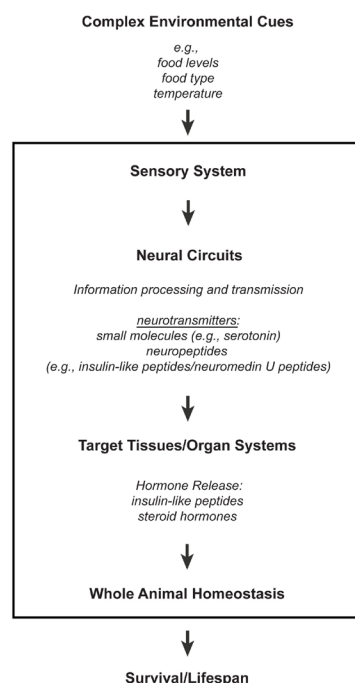 Complex Environmental Cues
e.g.,
food levels
food type
temperature
Sensory System
Neural Circuits
Information processing and transmission
neurotransmitters:
small molecules (e.g., serotonin)
neuropeptides
(e.g., insulin-like peptides/neuromedin U peptides)
Target Tissues/Organ Systems
Hormone Release:
insulin-like peptides
steroid hormones
Whole Animal Homeostasis
Survival/Lifespan